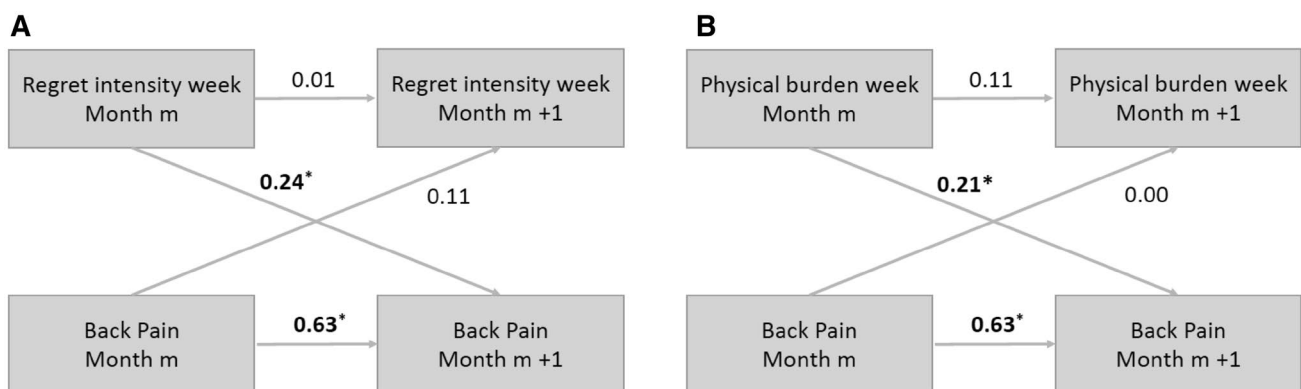 A
Regret intensity week
Month m
0.01
Regret intensity week
Month m +1
0.24*
0.11
Back Pain
Month m
0.63*
Back Pain
Month m +1
B
Physical burden week
Month m
0.11
Physical burden week
Month m +1
0.21*
0.00
Back Pain
Month m
0.63*
Back Pain
Month m +1